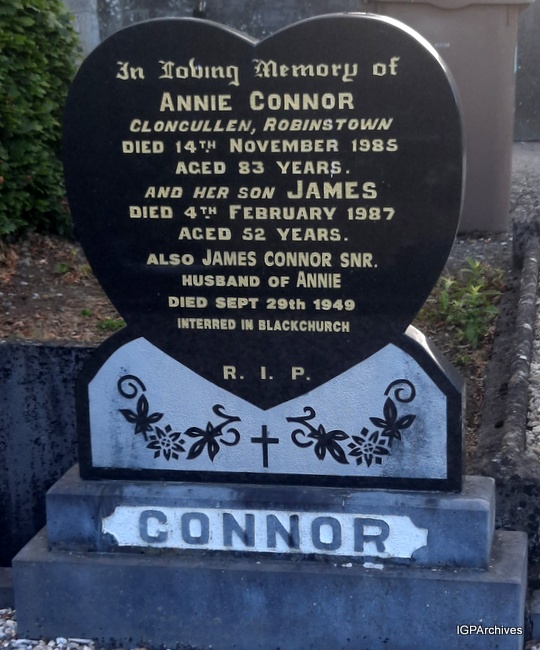 In Loving Memory of
ANNIE CONNOR
CLONCULLEN, ROBINSTOWN
DIED 14TH NOVEMBER 1985
AGED 83 YEARS.
AND HER SON JAMES
DIED 4TH FEBRUARY 1987
AGED 52 YEARS.
ALSO JAMES CONNOR SNR.
HUSBAND OF ANNIE
DIED SEPT 29th 1949
INTERRED IN BLACKCHURCH
R. I. P.
CONNOR
IGPArchives